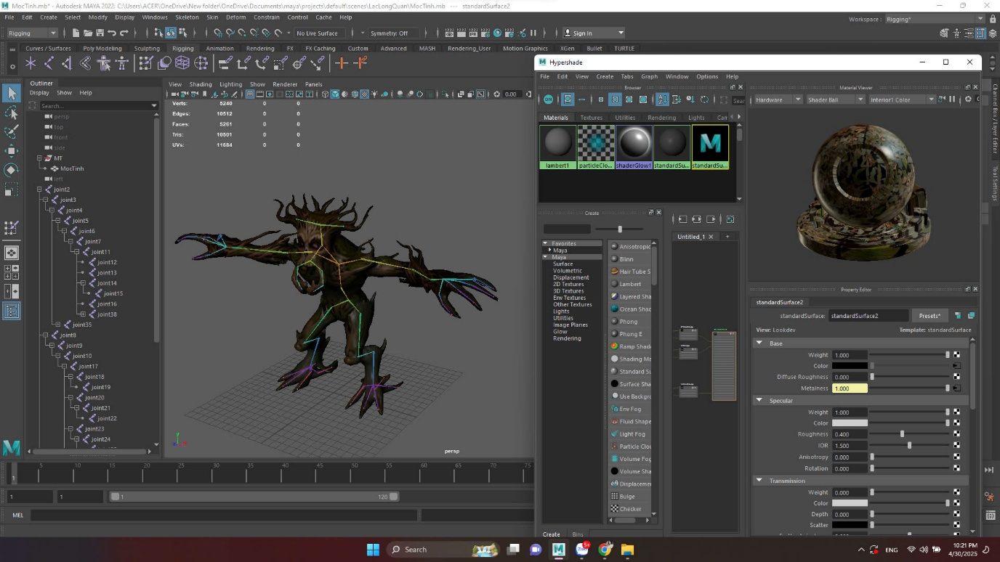 MocTinh.mb* - Autodesk MAYA 2022: C:\Users\ACER\OneDrive\New folder\OneDrive\Documents\maya\projects\default\scenes\LacLongQuan\MocTinh.mb --- standardSurface2
File Edit Create Select Modify Display Windows Skeleton Skin Deform Constrain Control Cache Help
Workspace : Rigging*
Rigging
No Live Surface
Symmetry: Off
Sign In
Curves / Surfaces Poly Modeling Sculpting Rigging Animation Rendering FX FX Caching Custom Advanced MASH Rendering_User Motion Graphics XGen Bullet TURTLE
Outliner
Display Show Help
Search...
persp
top
front
side
MT
MocTinh
left
joint2
joint3
joint4
joint5
joint6
joint7
joint11
joint12
joint13
joint14
joint15
joint16
joint38
joint35
joint8
joint9
joint10
joint17
joint18
joint19
joint20
joint21
joint22
joint23
joint24
View Shading Lighting Show Renderer Panels
0.00
Verts: 5240 0 0
Edges: 10512 0 0
Faces: 5261 0 0
Tris: 10501 0 0
UVs: 11684 0 0
persp
Hypershade
File Edit View Create Tabs Graph Window Options Help
Browser
ON
Sear
Materials Textures Utilities Rendering Lights Can
lambert1 particleClo... shaderGlow1 standardSu... standardSu...
Create
Favorites
Maya
Maya
Surface
Volumetric
Displacement
2D Textures
3D Textures
Env Textures
Other Textures
Lights
Utilities
Image Planes
Glow
Rendering
Anisotropic
Blinn
Hair Tube S
Lambert
Layered Sha
Ocean Shad
Phong
Phong E
Ramp Shade
Shading Ma
Standard Su
Surface Sha
Use Backgro
Env Fog
Fluid Shape
Light Fog
Particle Clou
Volume Fog
Volume Sha
Displacemen
Bulge
Checker
Create Bins
Untitled_1
Material Viewer
Hardware Shader Ball Interior1 Color
Property Editor
standardSurface2
standardSurface: standardSurface2 Presets*
View: Lookdev Template: standardSurface
Base
Weight 1.000
Color
Diffuse Roughness 0.000
Metalness 1.000
Specular
Weight 1.000
Color
Roughness 0.400
IOR 1.500
Anisotropy 0.000
Rotation 0.000
Transmission
Weight 0.000
Color
Depth 0.000
Scatter
Channel Box / Layer Editor
Tool Settings
1 5 10 15 20 25 30 35 40 45 50 55 60 65 70 75
1 1 1 120
MEL
Search
5+
ENG
10:21 PM
4/30/2025